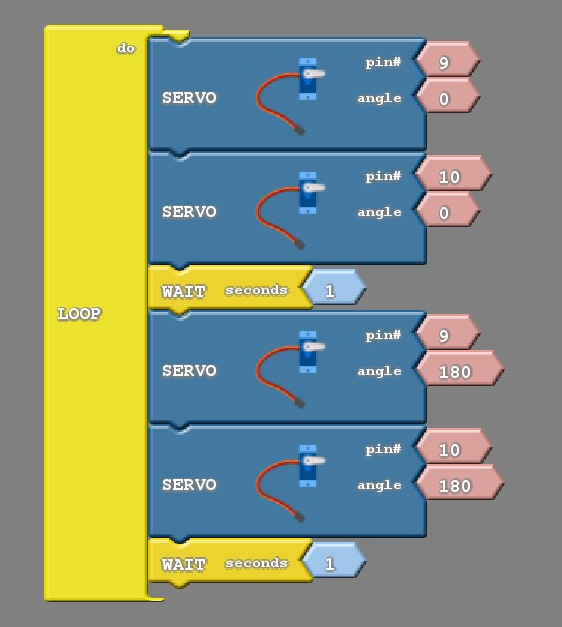 do
pin# 9
SERVO angle 0
pin# 10
SERVO angle 0
WAIT seconds 1
LOOP
pin# 9
SERVO angle 180
pin# 10
SERVO angle 180
WAIT seconds 1